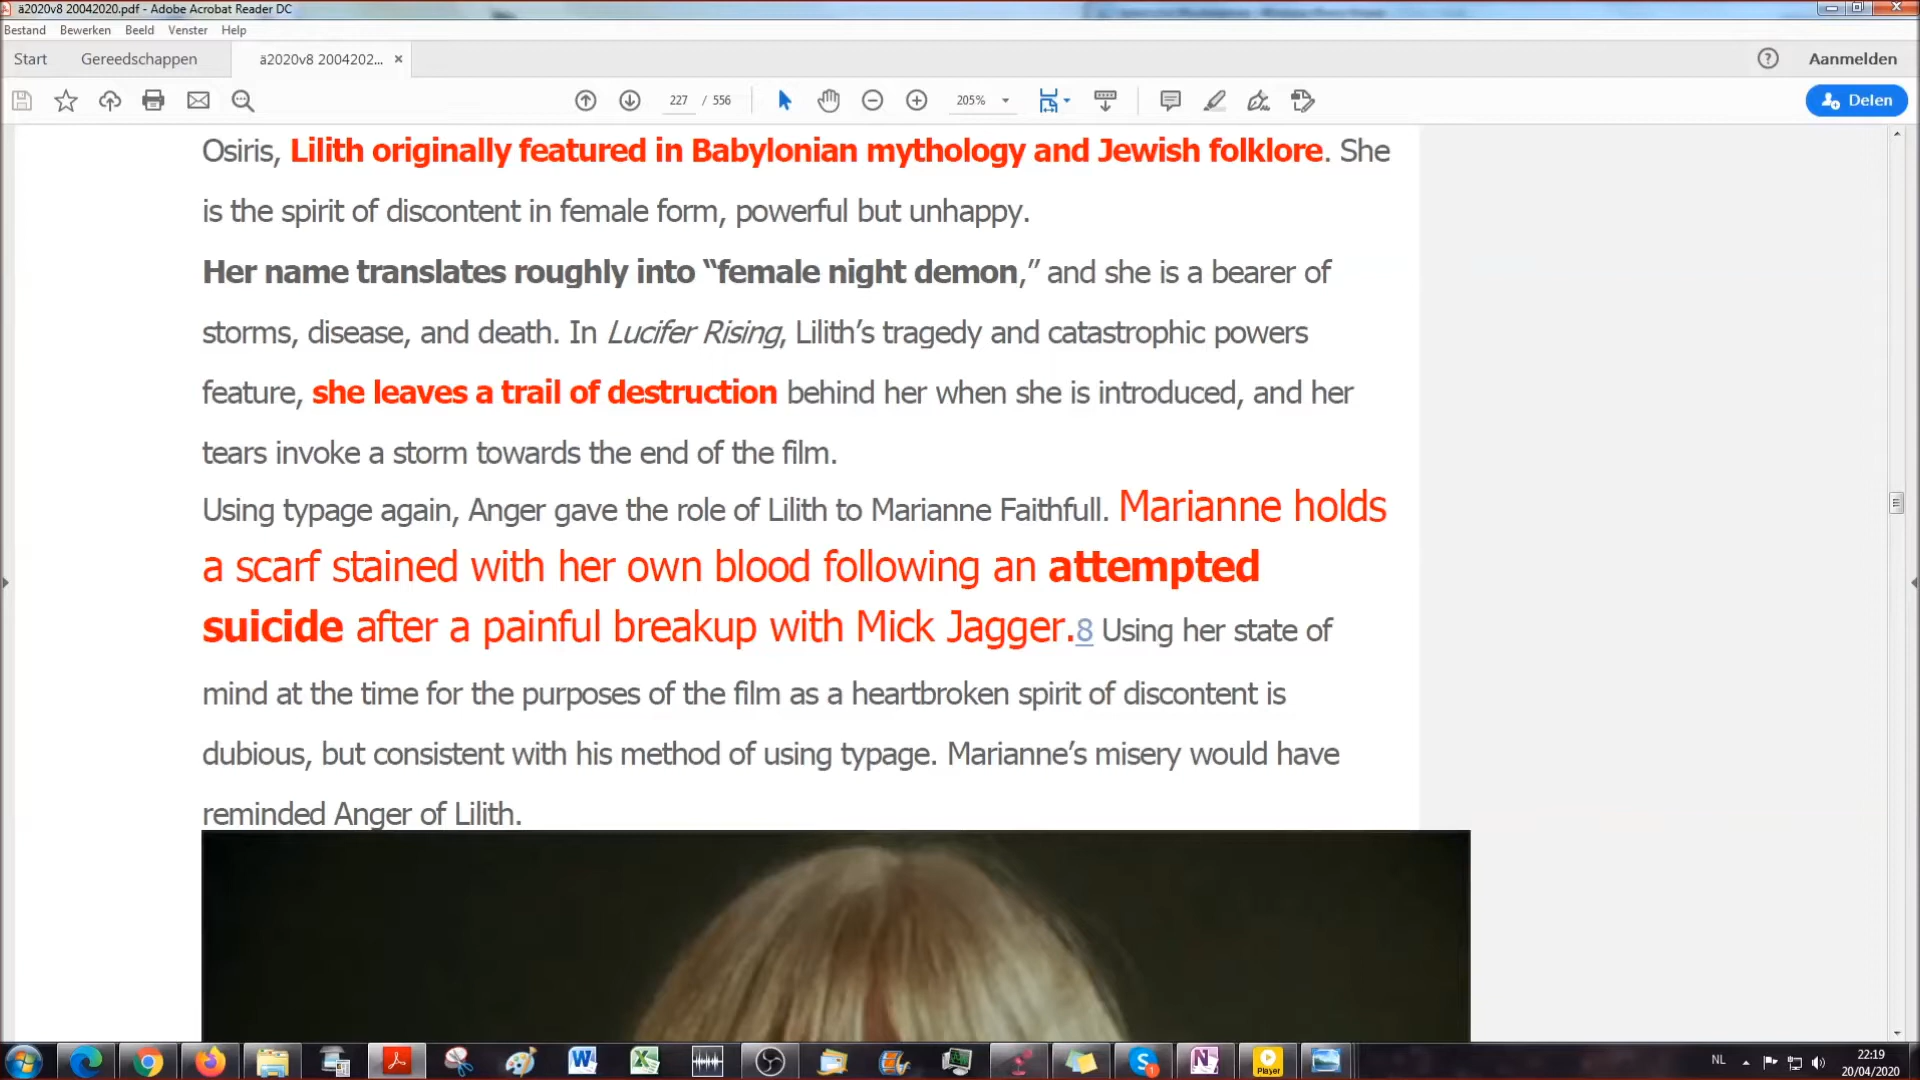 ä2020v8 20042020.pdf - Adobe Acrobat Reader DC
Bestand Bewerken Beeld Venster Help
Start Gereedschappen ä2020v8 2004202... × Aanmelden
227 / 556 205% Delen
Osiris, Lilith originally featured in Babylonian mythology and Jewish folklore. She
is the spirit of discontent in female form, powerful but unhappy.
Her name translates roughly into “female night demon,” and she is a bearer of
storms, disease, and death. In Lucifer Rising, Lilith’s tragedy and catastrophic powers
feature, she leaves a trail of destruction behind her when she is introduced, and her
tears invoke a storm towards the end of the film.
Using typage again, Anger gave the role of Lilith to Marianne Faithfull. Marianne holds
a scarf stained with her own blood following an attempted
suicide after a painful breakup with Mick Jagger.8 Using her state of
mind at the time for the purposes of the film as a heartbroken spirit of discontent is
dubious, but consistent with his method of using typage. Marianne’s misery would have
reminded Anger of Lilith.
Player
NL 22:19
20/04/2020